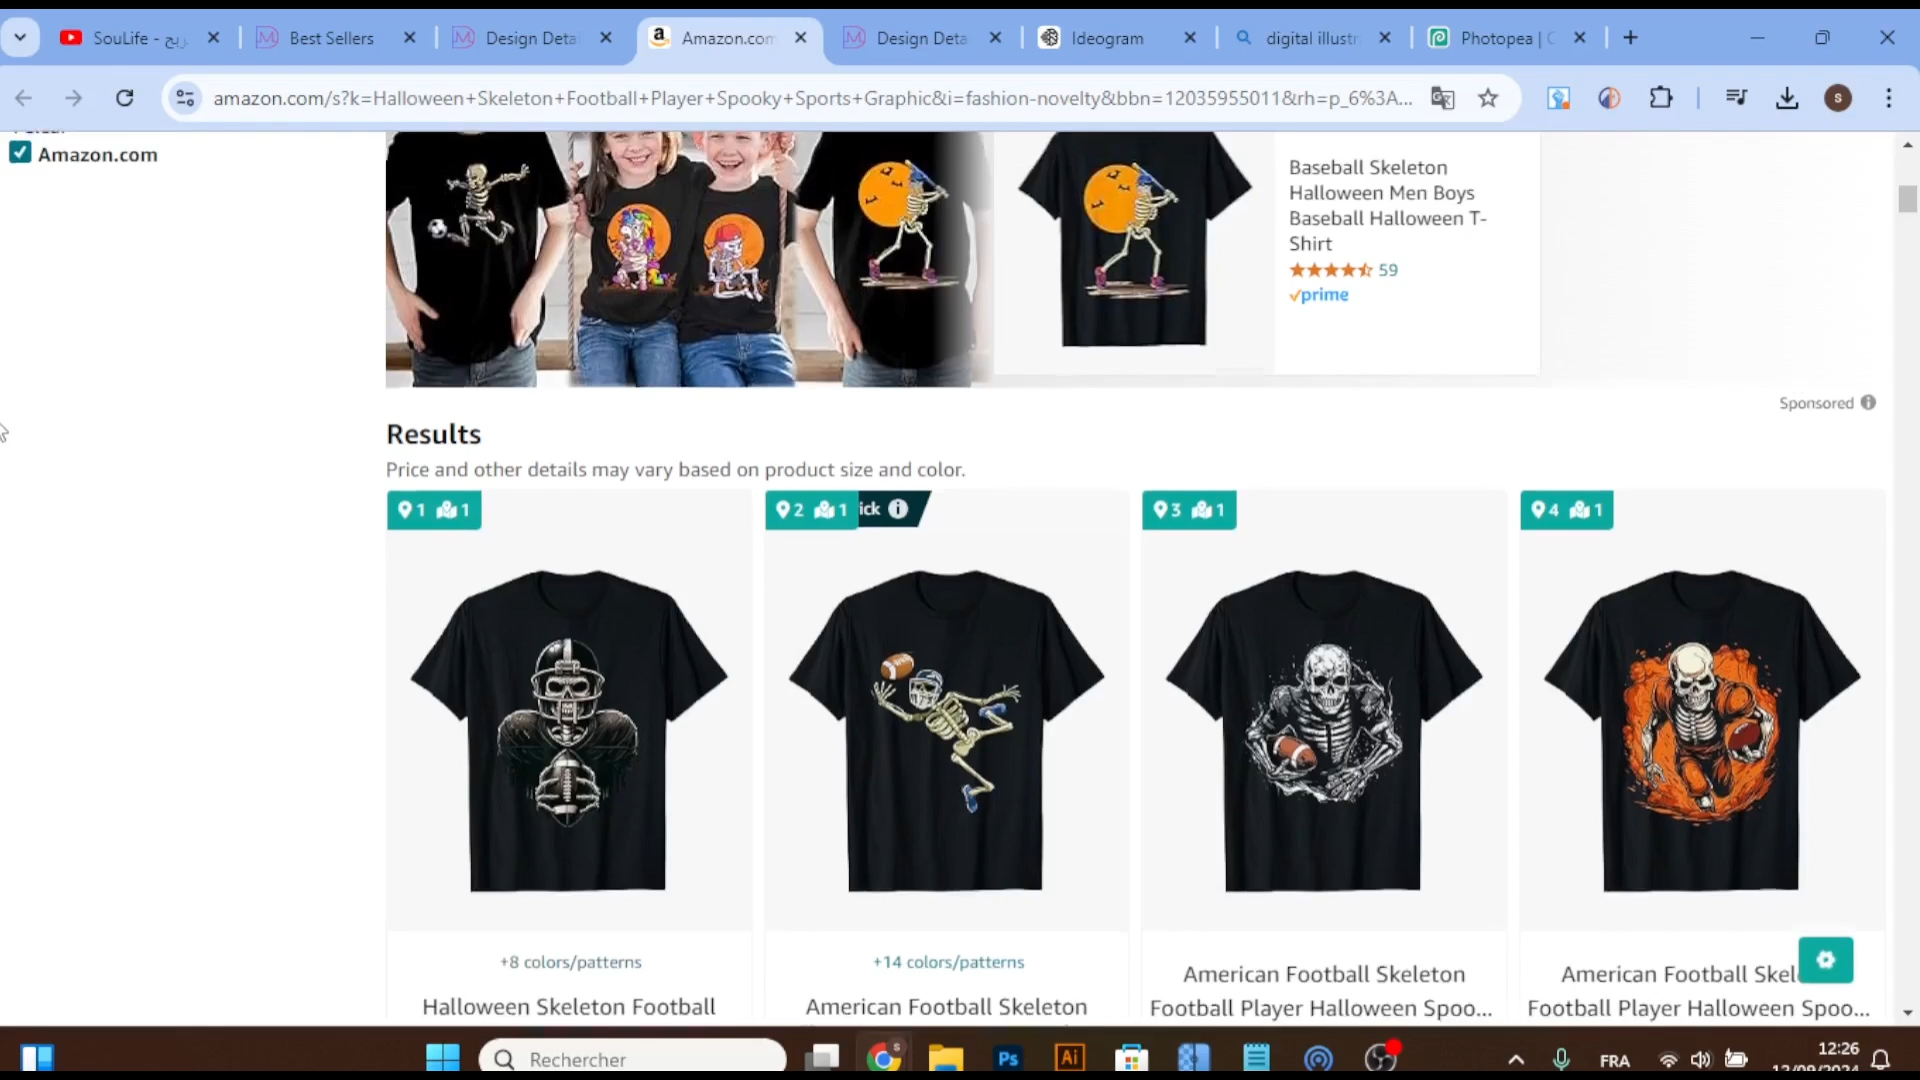 SouLife - ربح
Best Sellers
Design Deta
Amazon.com
Design Deta
Ideogram
digital illustr
Photopea |
amazon.com/s?k=Halloween+Skeleton+Football+Player+Spooky+Sports+Graphic&i=fashion-novelty&bbn=12035955011&rh=p_6%3A...
S
Amazon.com
Baseball Skeleton
Halloween Men Boys
Baseball Halloween T-
Shirt
59
prime
Sponsored
Results
Price and other details may vary based on product size and color.
1 1
2 1 ick
3 1
4 1
+8 colors/patterns
+14 colors/patterns
Halloween Skeleton Football
American Football Skeleton
American Football Skeleton
Football Player Halloween Spoo...
American Football Skel
Football Player Halloween Spoo...
Rechercher
S
Ps
Ai
FRA
12:26
12/09/2024